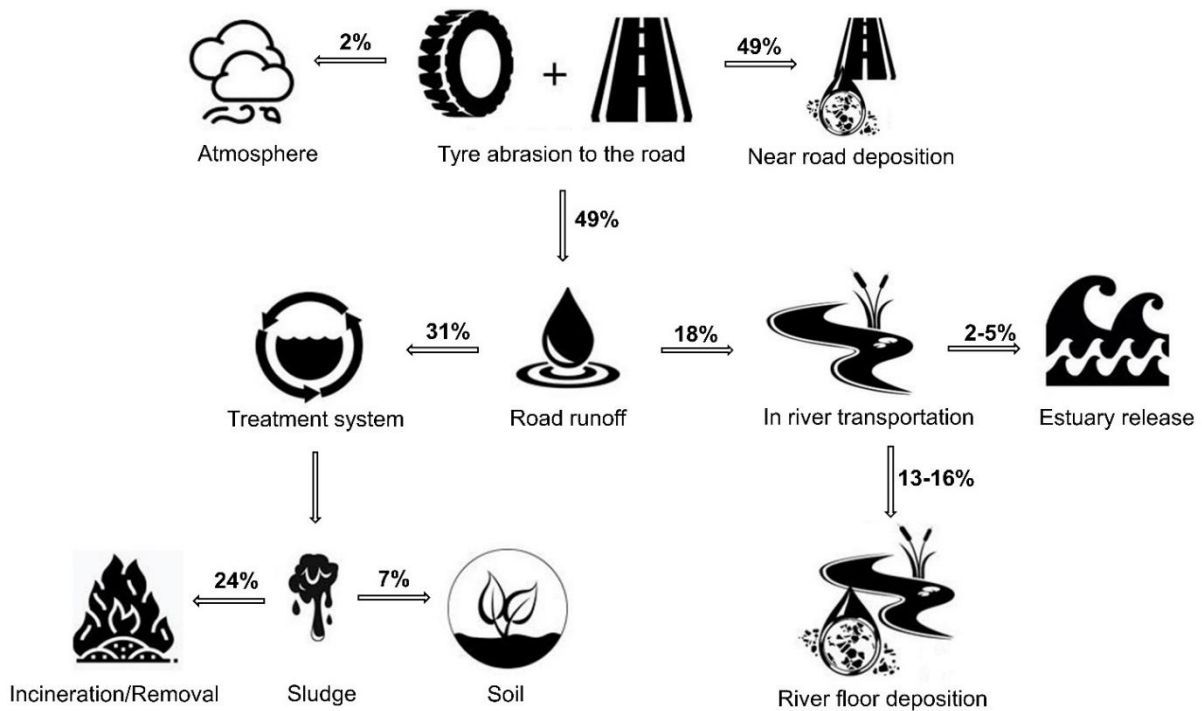 2%
49%
Atmosphere
Tyre abrasion to the road
Near road deposition
49%
31%
18%
2-5%
Treatment system
Road runoff
In river transportation
Estuary release
13-16%
24%
7%
Incineration/Removal
Sludge
Soil
River floor deposition